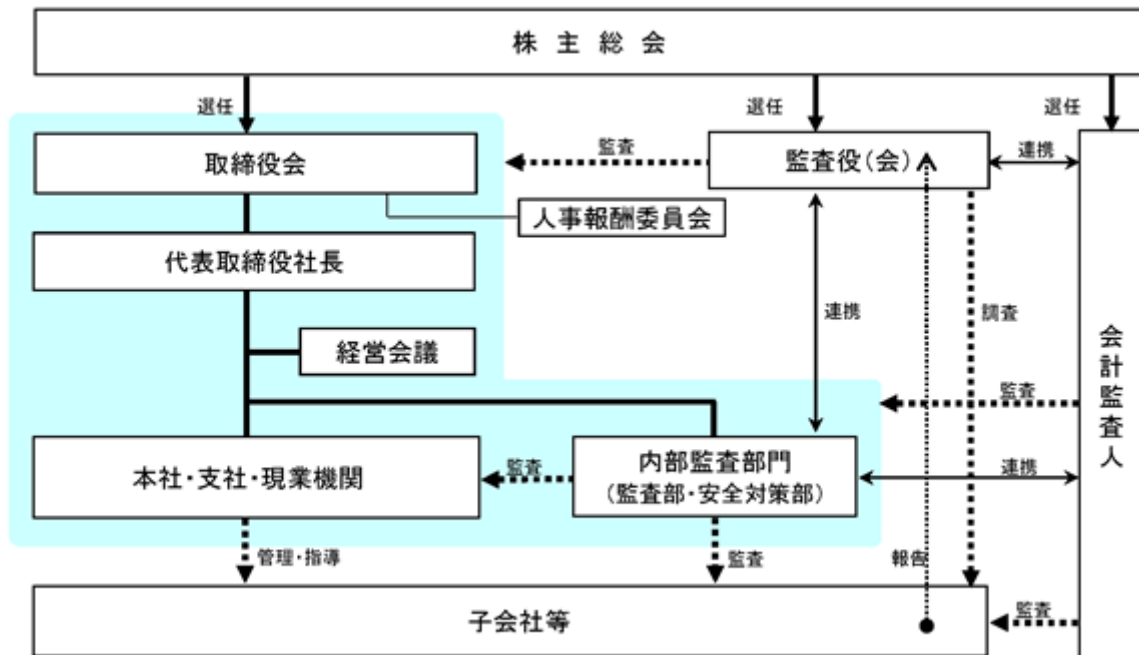 株主総会
選任
選任
選任
取締役会
監査
監査役(会)
連携
人事報酬委員会
代表取締役社長
連携
調査
経営会議
会計監査人
監査
本社・支社・現業機関
監査
内部監査部門
(監査部・安全対策部)
連携
管理・指導
監査
報告
子会社等
監査